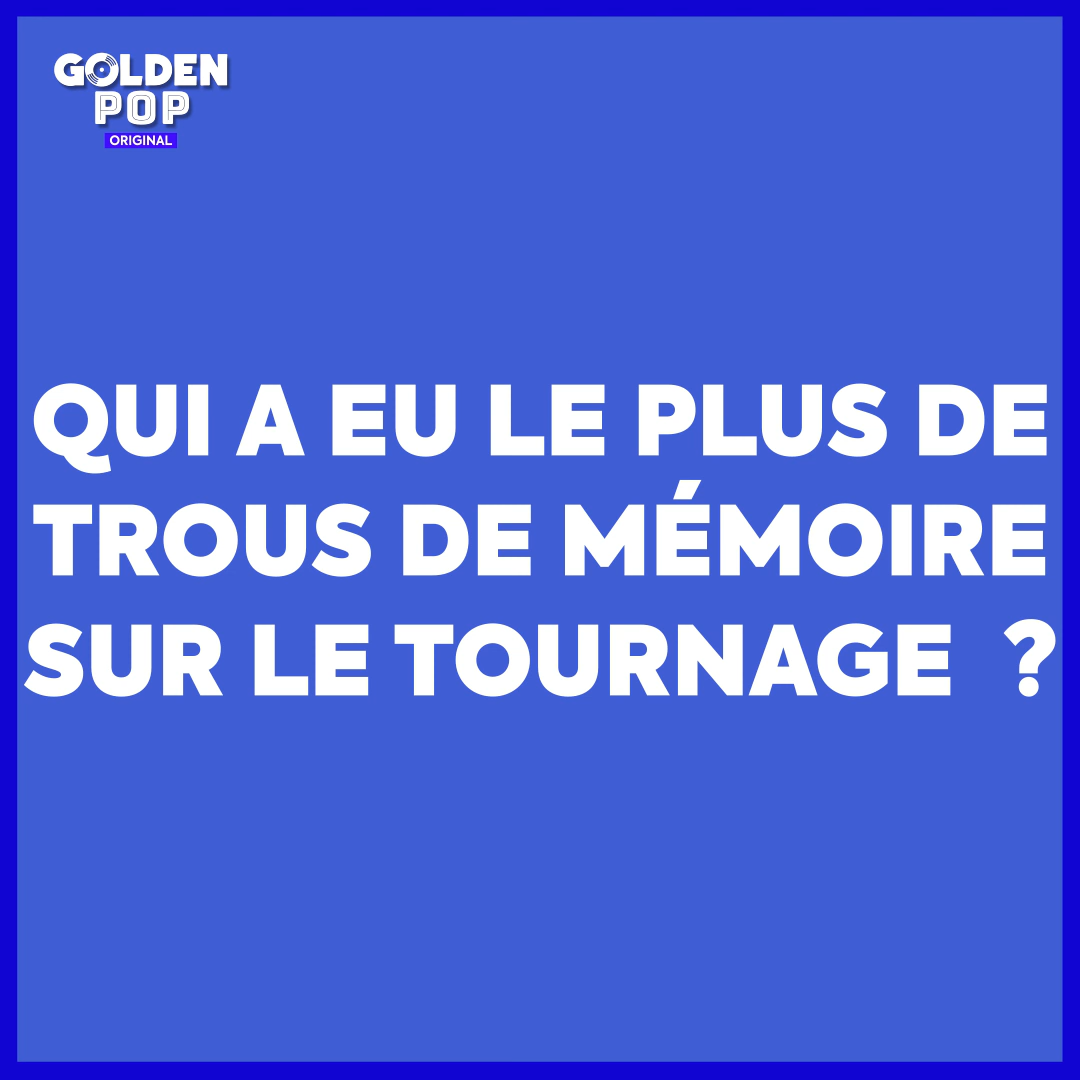 GOLDEN
POP
ORIGINAL
QUI A EU LE PLUS DE
TROUS DE MÉMOIRE
SUR LE TOURNAGE ?